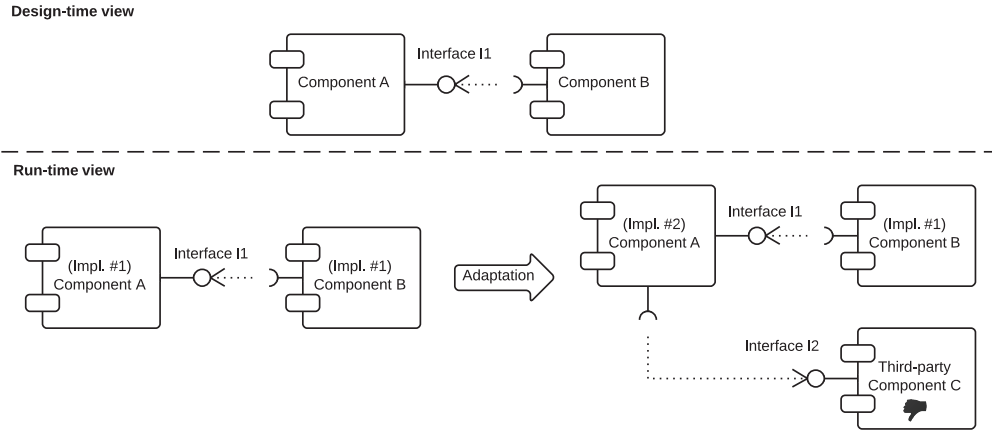 Design-time view
Interface I1
Component A
Component B
Run-time view
Interface I1
(Impl. #1)
Component A
(Impl. #1)
Component B
Adaptation
Interface I1
(Impl. #2)
Component A
(Impl. #1)
Component B
Interface I2
Third-party
Component C